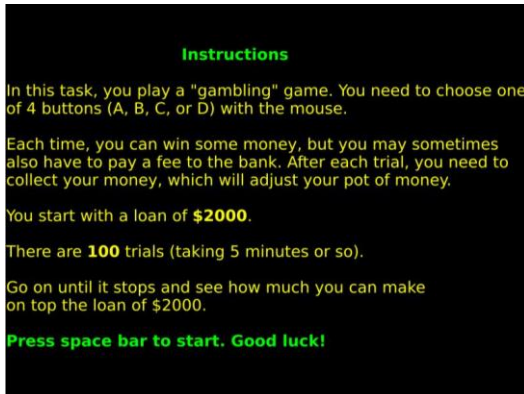 Instructions
In this task, you play a "gambling" game. You need to choose one
of 4 buttons (A, B, C, or D) with the mouse.
Each time, you can win some money, but you may sometimes
also have to pay a fee to the bank. After each trial, you need to
collect your money, which will adjust your pot of money.
You start with a loan of $2000.
There are 100 trials (taking 5 minutes or so).
Go on until it stops and see how much you can make
on top the loan of $2000.
Press space bar to start. Good luck!